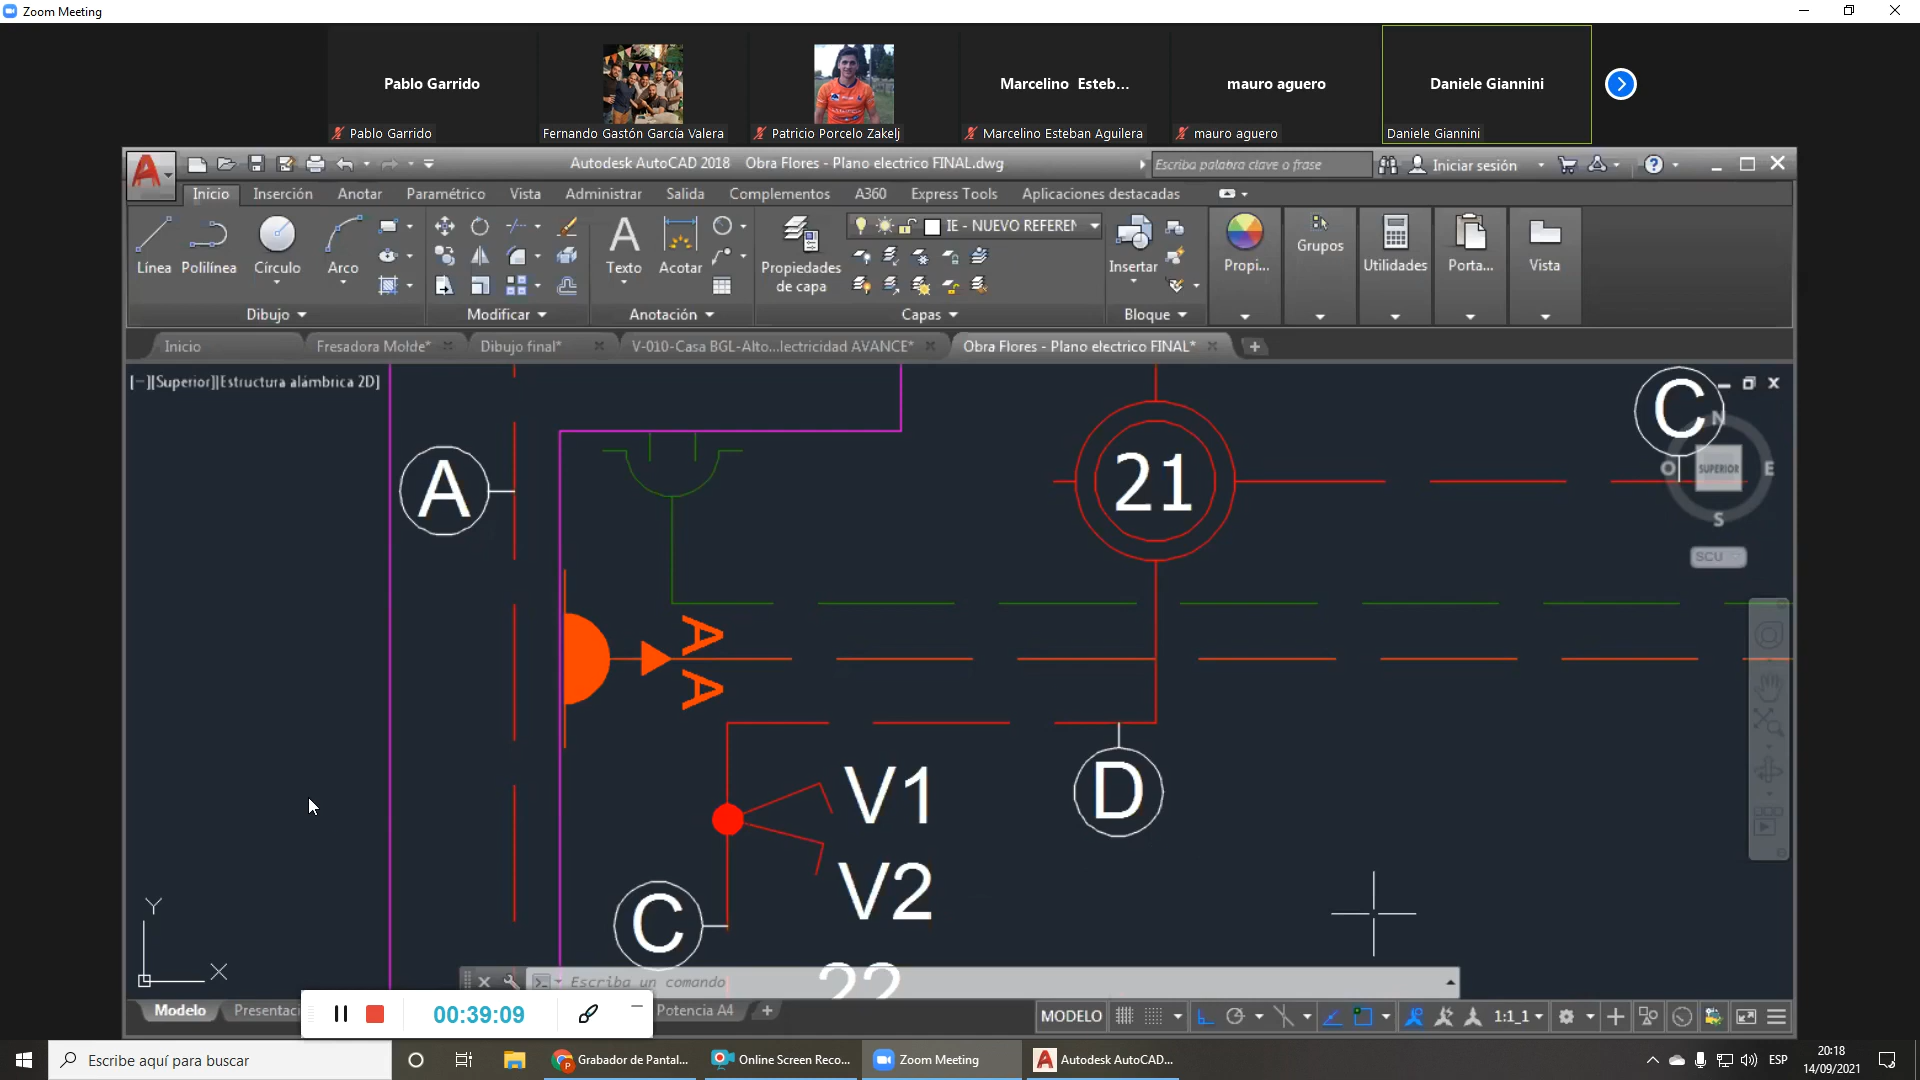 Zoom Meeting
Pablo Garrido
Marcelino Esteb...
mauro aguero
Daniele Giannini
Pablo Garrido
Fernando Gastón García Valera
Patricio Porcelo Zakelj
Marcelino Esteban Aguilera
mauro aguero
Daniele Giannini
Autodesk AutoCAD 2018 Obra Flores - Plano electrico FINAL.dwg
Escriba palabra clave o frase
Iniciar sesión
Inicio Inserción Anotar Paramétrico Vista Administrar Salida Complementos A360 Express Tools Aplicaciones destacadas
IE - NUEVO REFEREN
Línea Polilínea Círculo Arco
Texto Acotar
Propiedades de capa
Insertar
Propi... Grupos Utilidades Porta... Vista
Dibujo Modificar Anotación Capas Bloque
Inicio Fresadora Molde* Dibujo final* V-010-Casa BGL-Alto...lectricidad AVANCE* Obra Flores - Plano electrico FINAL*
[−][Superior][Estructura alámbrica 2D]
C
N
O SUPERIOR E
S
SCU
A
21
A
A
V1
D
V2
C
22
Y
X
Escriba un comando
Modelo Presentaci Potencia A4
00:39:09
MODELO 1:1_1
Escribe aquí para buscar
Grabador de Pantal...
Online Screen Reco...
Zoom Meeting
Autodesk AutoCAD...
ESP
20:18
14/09/2021